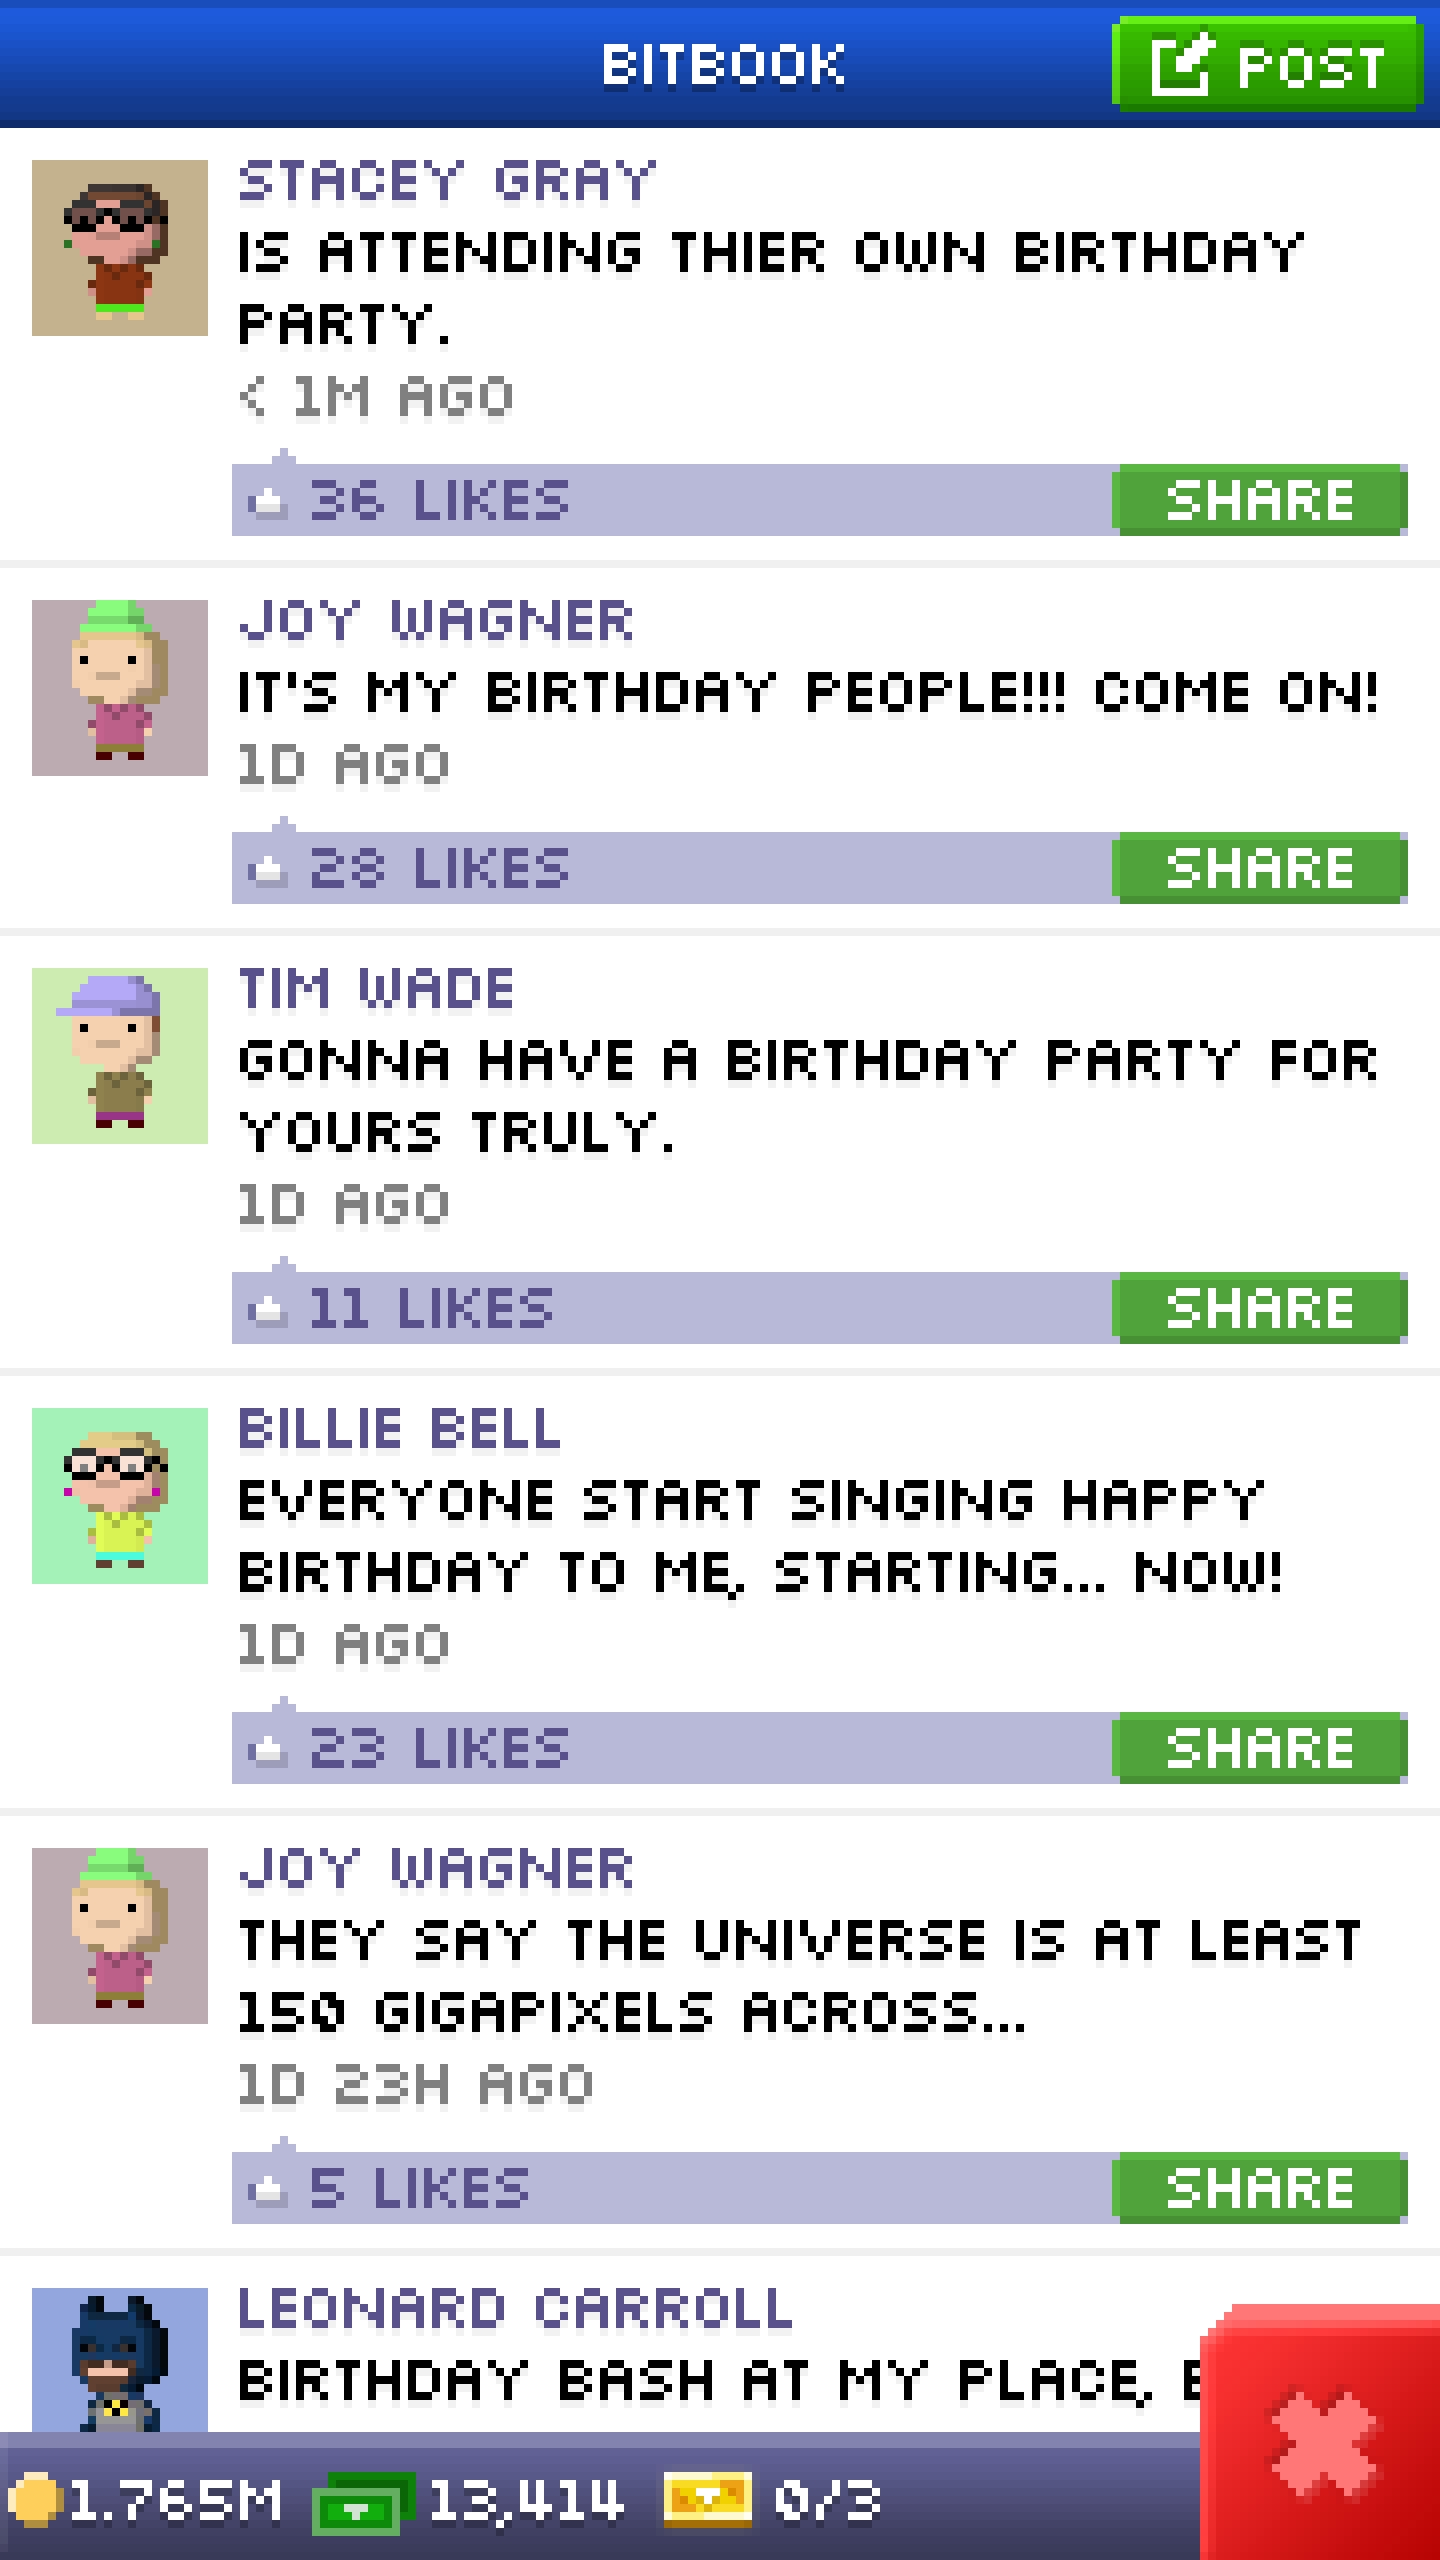 BITBOOK
POST
STACEY GRAY
IS ATTENDING THIER OWN BIRTHDAY
PARTY.
< 1M AGO
36 LIKES
SHARE
JOY WAGNER
IT'S MY BIRTHDAY PEOPLE!!! COME ON!
1D AGO
28 LIKES
SHARE
TIM WADE
GONNA HAVE A BIRTHDAY PARTY FOR
YOURS TRULY.
1D AGO
11 LIKES
SHARE
BILLIE BELL
EVERYONE START SINGING HAPPY
BIRTHDAY TO ME, STARTING... NOW!
1D AGO
23 LIKES
SHARE
JOY WAGNER
THEY SAY THE UNIVERSE IS AT LEAST
150 GIGAPIXELS ACROSS...
1D 23H AGO
5 LIKES
SHARE
LEONARD CARROLL
BIRTHDAY BASH AT MY PLACE,
1.765M
13,414
0/3